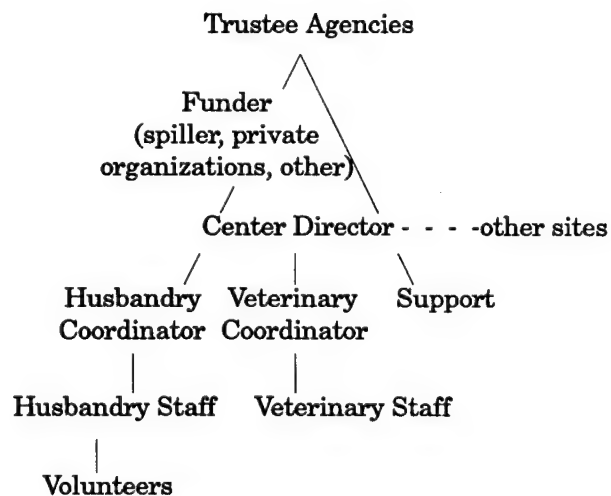 Trustee Agencies
Funder
(spiller, private
organizations, other)
Center Director - - - -other sites
Husbandry
Coordinator
Veterinary
Coordinator
Support
Husbandry Staff
Veterinary Staff
Volunteers